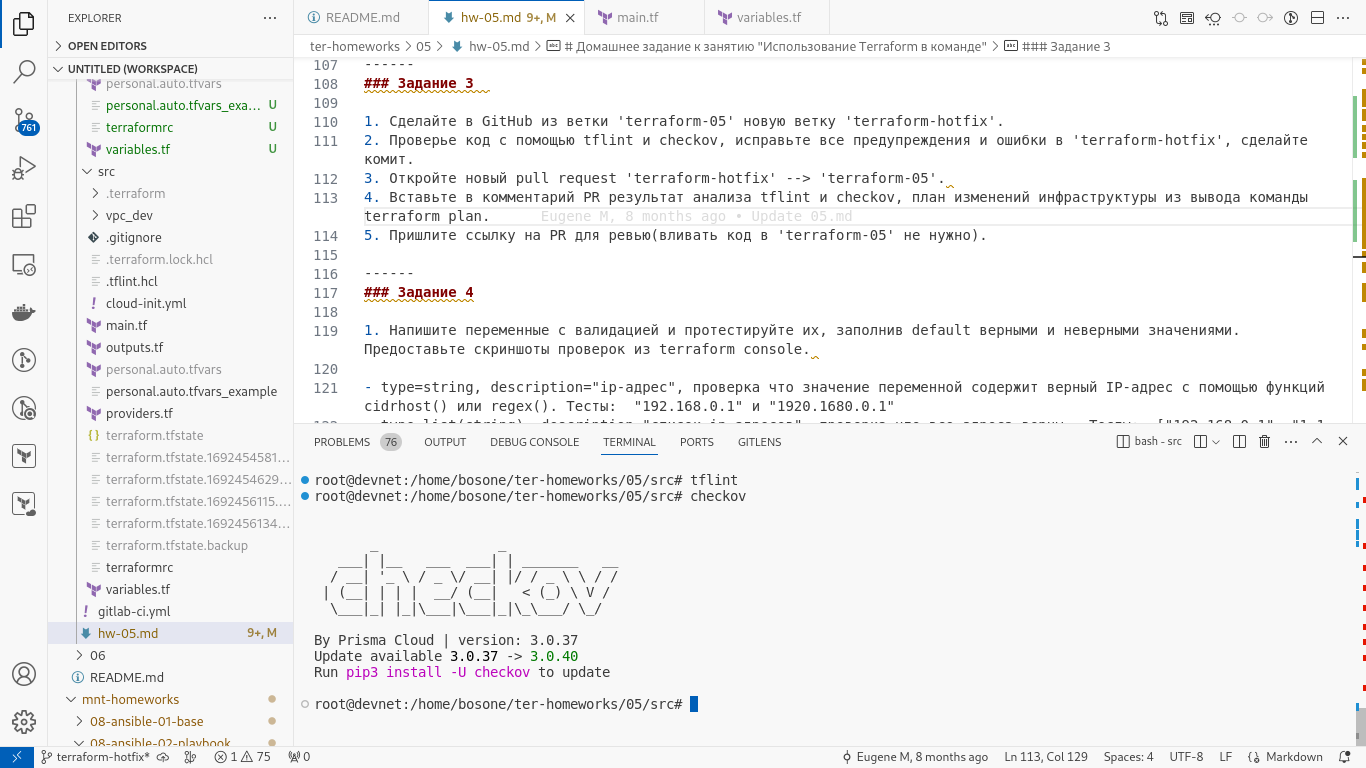 EXPLORER
OPEN EDITORS
UNTITLED (WORKSPACE)
personal.auto.tfvars
personal.auto.tfvars_exa... U
terraformrc U
variables.tf U
src
.terraform
vpc_dev
.gitignore
.terraform.lock.hcl
.tflint.hcl
cloud-init.yml
main.tf
outputs.tf
personal.auto.tfvars
personal.auto.tfvars_example
providers.tf
terraform.tfstate
terraform.tfstate.1692454581...
terraform.tfstate.1692454629...
terraform.tfstate.1692456115....
terraform.tfstate.1692456134...
terraform.tfstate.backup
terraformrc
variables.tf
gitlab-ci.yml
hw-05.md 9+, M
06
README.md
mnt-homeworks
08-ansible-01-base
08-ansible-02-playbook
761
README.md
hw-05.md 9+, M
main.tf
variables.tf
ter-homeworks > 05 > hw-05.md > # Домашнее задание к занятию "Использование Terraform в команде" > ### Задание 3
107 ------
108 ### Задание 3
109
110 1. Сделайте в GitHub из ветки 'terraform-05' новую ветку 'terraform-hotfix'.
111 2. Проверье код с помощью tflint и checkov, исправьте все предупреждения и ошибки в 'terraform-hotfix', сделайте
комит.
112 3. Откройте новый pull request 'terraform-hotfix' --> 'terraform-05'.
113 4. Вставьте в комментарий PR результат анализа tflint и checkov, план изменений инфраструктуры из вывода команды
terraform plan. Eugene M, 8 months ago • Update 05.md
114 5. Пришлите ссылку на PR для ревью(вливать код в 'terraform-05' не нужно).
115
116 ------
117 ### Задание 4
118
119 1. Напишите переменные с валидацией и протестируйте их, заполнив default верными и неверными значениями.
Предоставьте скриншоты проверок из terraform console.
120
121 - type=string, description="ip-адрес", проверка что значение переменной содержит верный IP-адрес с помощью функций
cidrhost() или regex(). Тесты:  "192.168.0.1" и "1920.1680.0.1"
PROBLEMS 76 OUTPUT DEBUG CONSOLE TERMINAL PORTS GITLENS
bash - src
root@devnet:/home/bosone/ter-homeworks/05/src# tflint
root@devnet:/home/bosone/ter-homeworks/05/src# checkov
checkov
By Prisma Cloud | version: 3.0.37
Update available 3.0.37 -> 3.0.40
Run pip3 install -U checkov to update
root@devnet:/home/bosone/ter-homeworks/05/src#
terraform-hotfix* 1 75 0 Eugene M, 8 months ago Ln 113, Col 129 Spaces: 4 UTF-8 LF Markdown